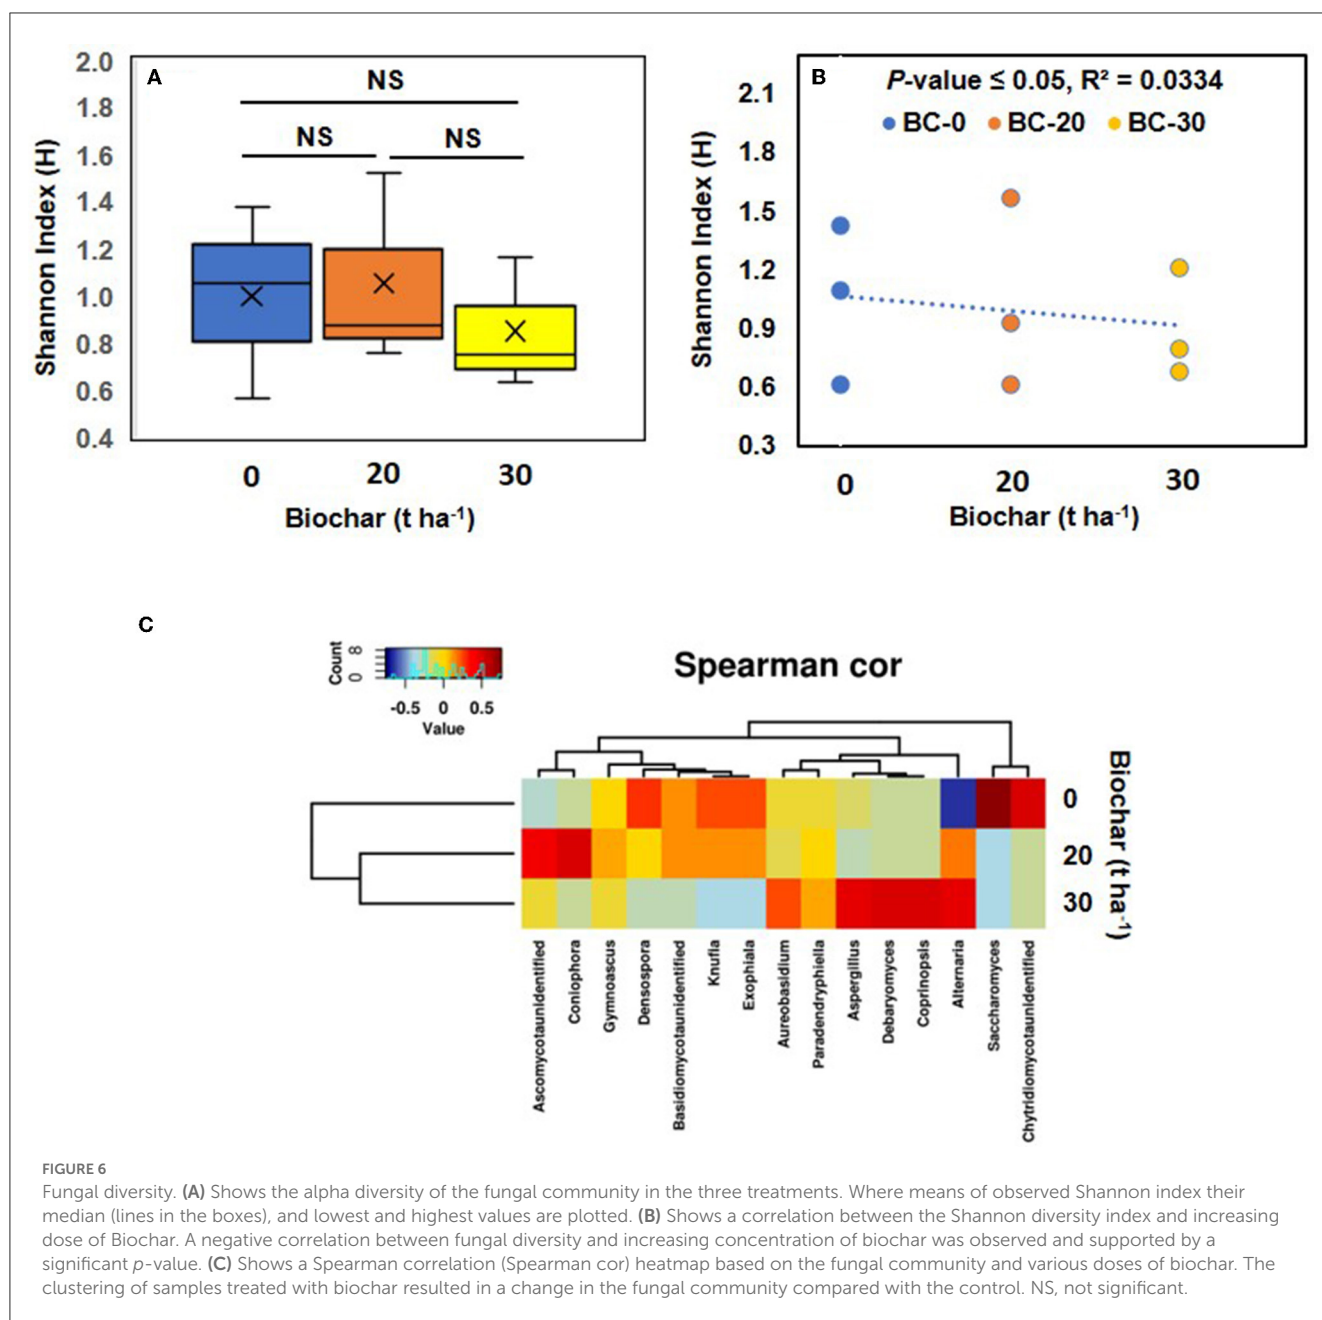 A
2.0
1.8
1.6
1.4
1.2
1.0
0.8
0.6
0.4
Shannon Index (H)
NS
NS
NS
0
20
30
Biochar (t ha⁻¹)
B
P-value ≤ 0.05, R² = 0.0334
BC-0 BC-20 BC-30
2.1
1.8
1.5
1.2
0.9
0.6
0.3
Shannon Index (H)
0
20
30
Biochar (t ha⁻¹)
C
Count
8
0
-0.5 0 0.5
Value
Spearman cor
0
20
30
Biochar (t ha⁻¹)
Ascomycotaunidentified
Coniophora
Gymnoascus
Densospora
Basidiomycotaunidentified
Knufia
Exophiala
Aureobasidium
Paradendryphiella
Aspergillus
Debaryomyces
Coprinopsis
Alternaria
Saccharomyces
Chytridiomycotaunidentified
FIGURE 6
Fungal diversity. (A) Shows the alpha diversity of the fungal community in the three treatments. Where means of observed Shannon index their
median (lines in the boxes), and lowest and highest values are plotted. (B) Shows a correlation between the Shannon diversity index and increasing
dose of Biochar. A negative correlation between fungal diversity and increasing concentration of biochar was observed and supported by a
significant p-value. (C) Shows a Spearman correlation (Spearman cor) heatmap based on the fungal community and various doses of biochar. The
clustering of samples treated with biochar resulted in a change in the fungal community compared with the control. NS, not significant.